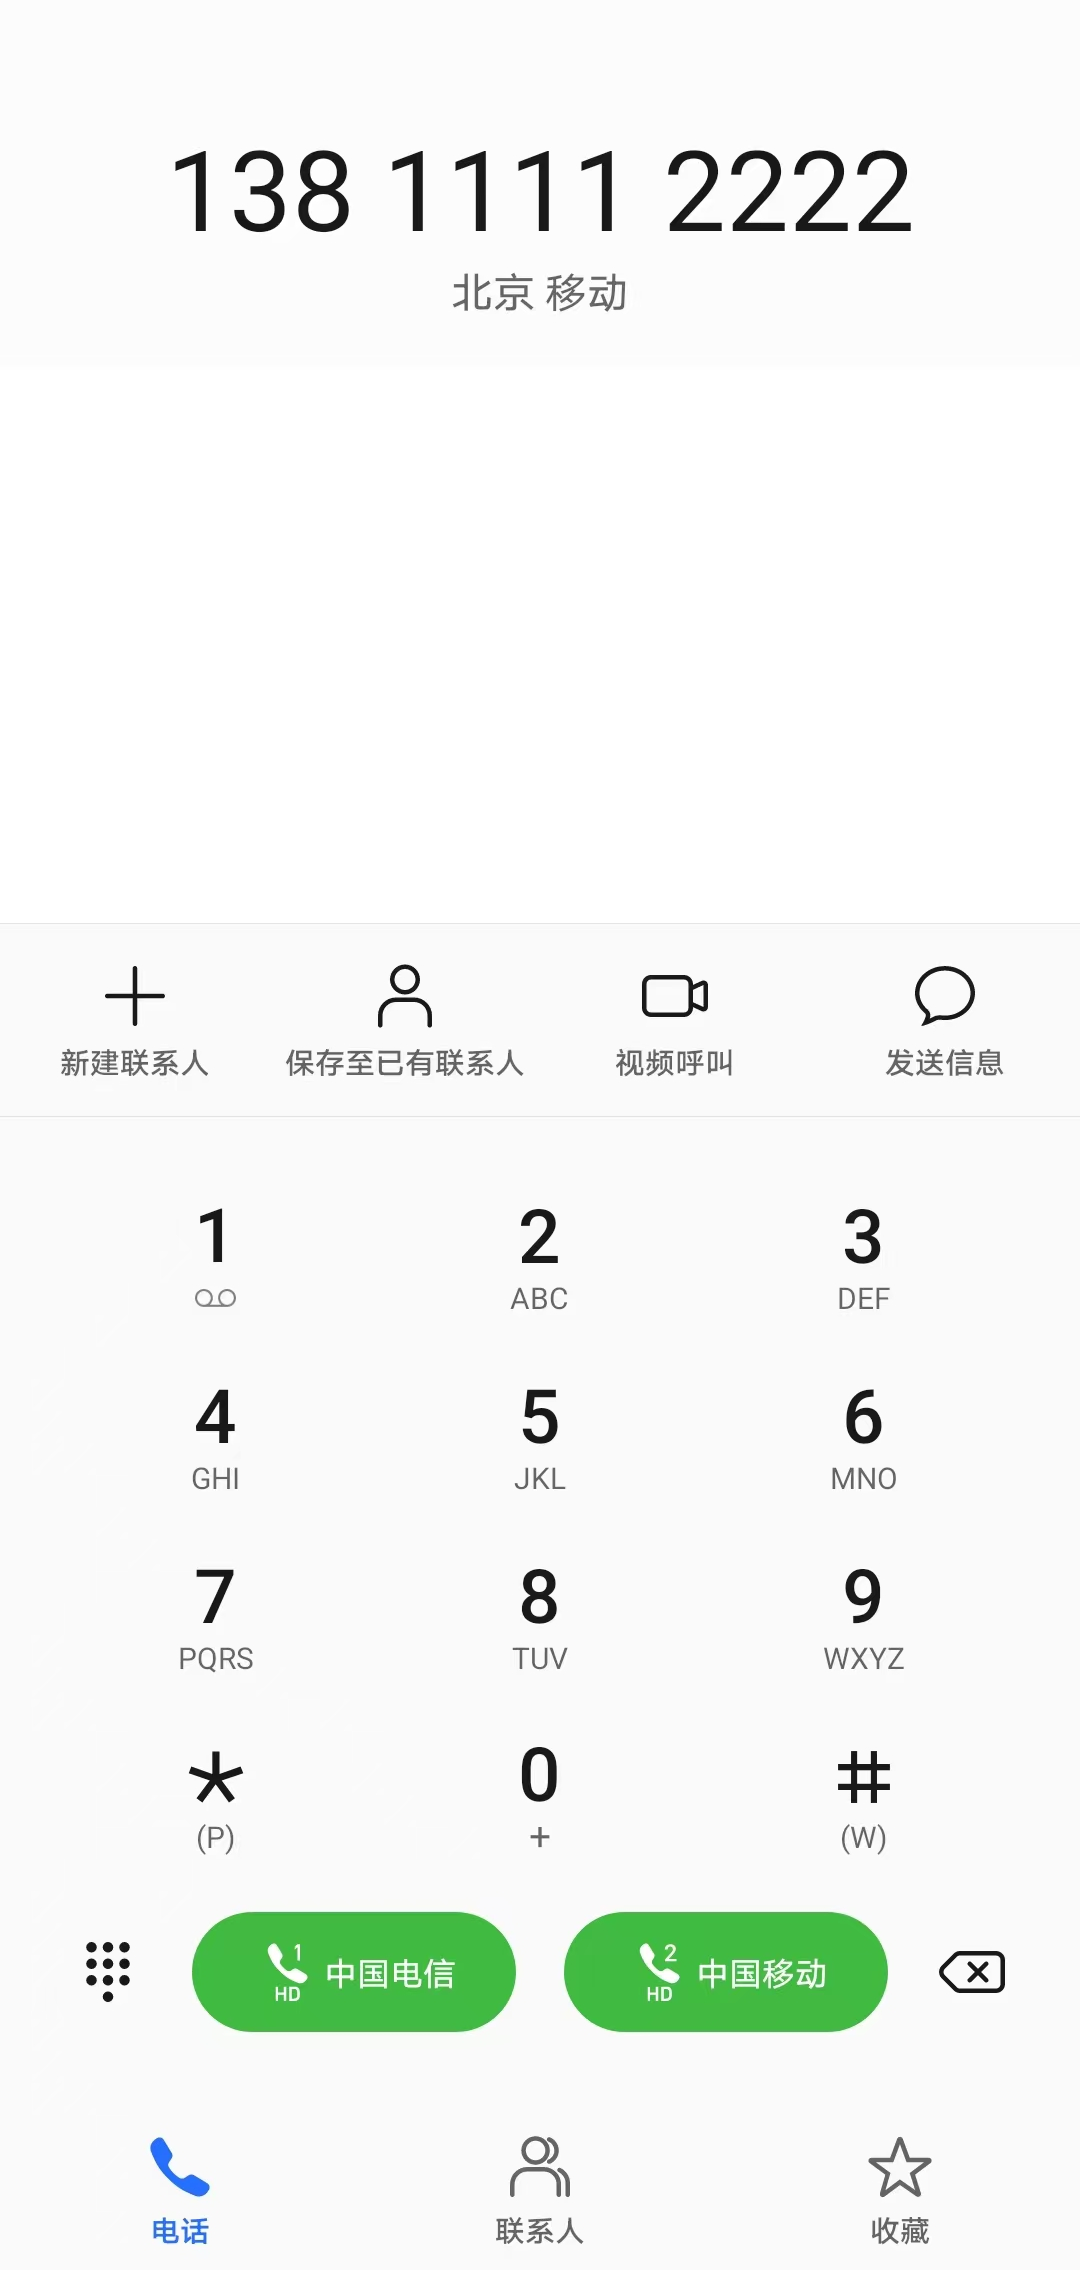 138 1111 2222
北京 移动
新建联系人 保存至已有联系人 视频呼叫 发送信息
1 2 3
ABC DEF
4 5 6
GHI JKL MNO
7 8 9
PQRS TUV WXYZ
* 0 #
(P) + (W)
1 HD 中国电信 2 HD 中国移动
电话 联系人 收藏